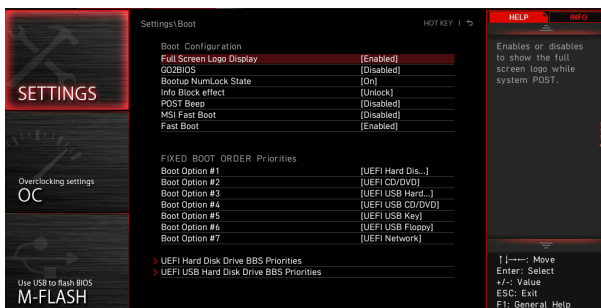 Settings\Boot
HOT KEY | ↰
HELP
INFO
Boot Configuration
Full Screen Logo Display [Enabled]
GO2BIOS [Disabled]
Bootup NumLock State [On]
Info Block effect [Unlock]
POST Beep [Disabled]
MSI Fast Boot [Disabled]
Fast Boot [Enabled]
FIXED BOOT ORDER Priorities
Boot Option #1 [UEFI Hard Dis...]
Boot Option #2 [UEFI CD/DVD]
Boot Option #3 [UEFI USB Hard...]
Boot Option #4 [UEFI USB CD/DVD]
Boot Option #5 [UEFI USB Key]
Boot Option #6 [UEFI USB Floppy]
Boot Option #7 [UEFI Network]
UEFI Hard Disk Drive BBS Priorities
UEFI USB Hard Disk Drive BBS Priorities
SETTINGS
Overclocking settings
OC
Use USB to flash BIOS
M-FLASH
Enables or disables
to show the full
screen logo while
system POST.
↑↓→←: Move
Enter: Select
+/-: Value
ESC: Exit
F1: General Help